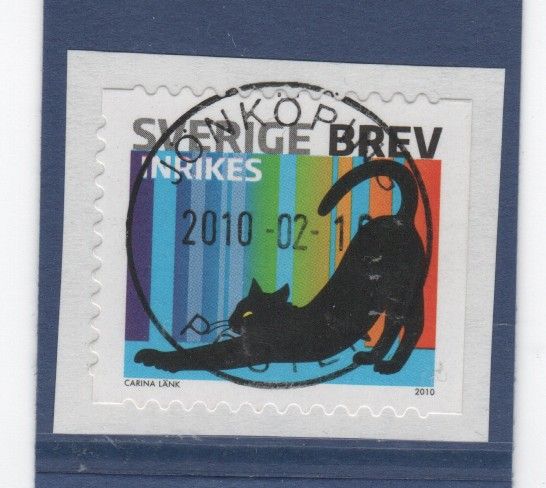 SVERIGE BREV
INRIKES
JÖNKÖPING
2010-02-1
CARINA LÄNK
2010